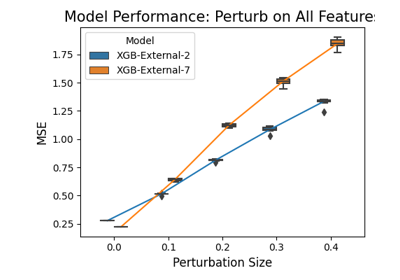 Model Performance: Perturb on All Features
Model
XGB-External-2
XGB-External-7
MSE
1.75
1.50
1.25
1.00
0.75
0.50
0.25
0.0
0.1
0.2
0.3
0.4
Perturbation Size